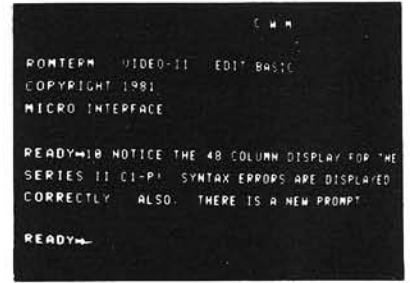 C W M
ROMTERM VIDEO-II EDIT BASIC
COPYRIGHT 1981
MICRO INTERFACE
READY→10 NOTICE THE 48 COLUMN DISPLAY FOR THE
SERIES II C1-P! SYNTAX ERRORS ARE DISPLAYED
CORRECTLY ALSO. THERE IS A NEW PROMPT
READY→